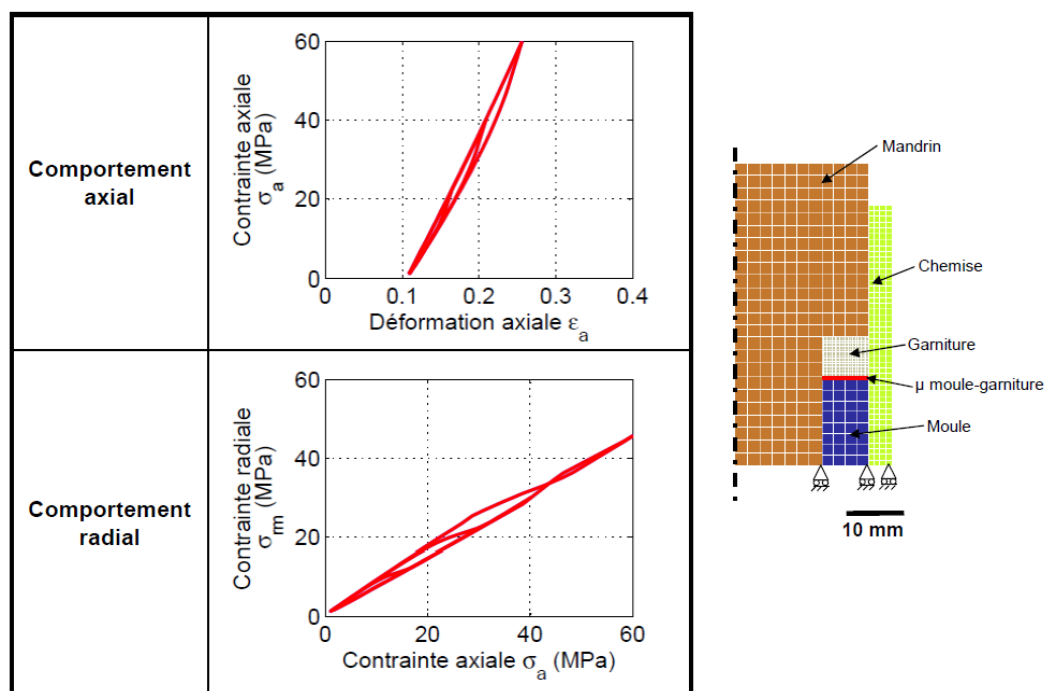 Comportement
axial
Contrainte axiale
σa (MPa)
60
40
20
0
0 0.1 0.2 0.3 0.4
Déformation axiale εa
Comportement
radial
Contrainte radiale
σrm (MPa)
60
40
20
0
0 20 40 60
Contrainte axiale σa (MPa)
Mandrin
Chemise
Garniture
μ moule-garniture
Moule
10 mm